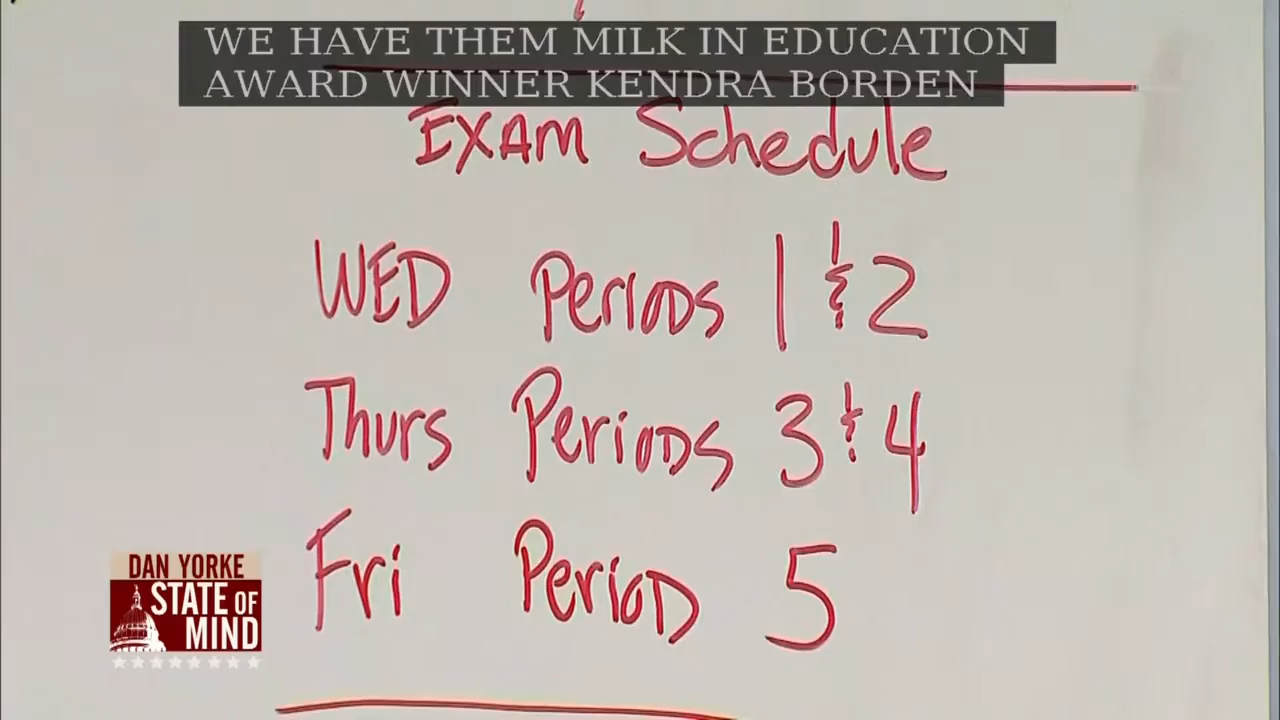 WE HAVE THEM MILK IN EDUCATION
AWARD WINNER KENDRA BORDEN
EXAM Schedule
WED Periods 1 & 2
Thurs Periods 3 & 4
Fri Period 5
DAN YORKE
STATE OF
MIND